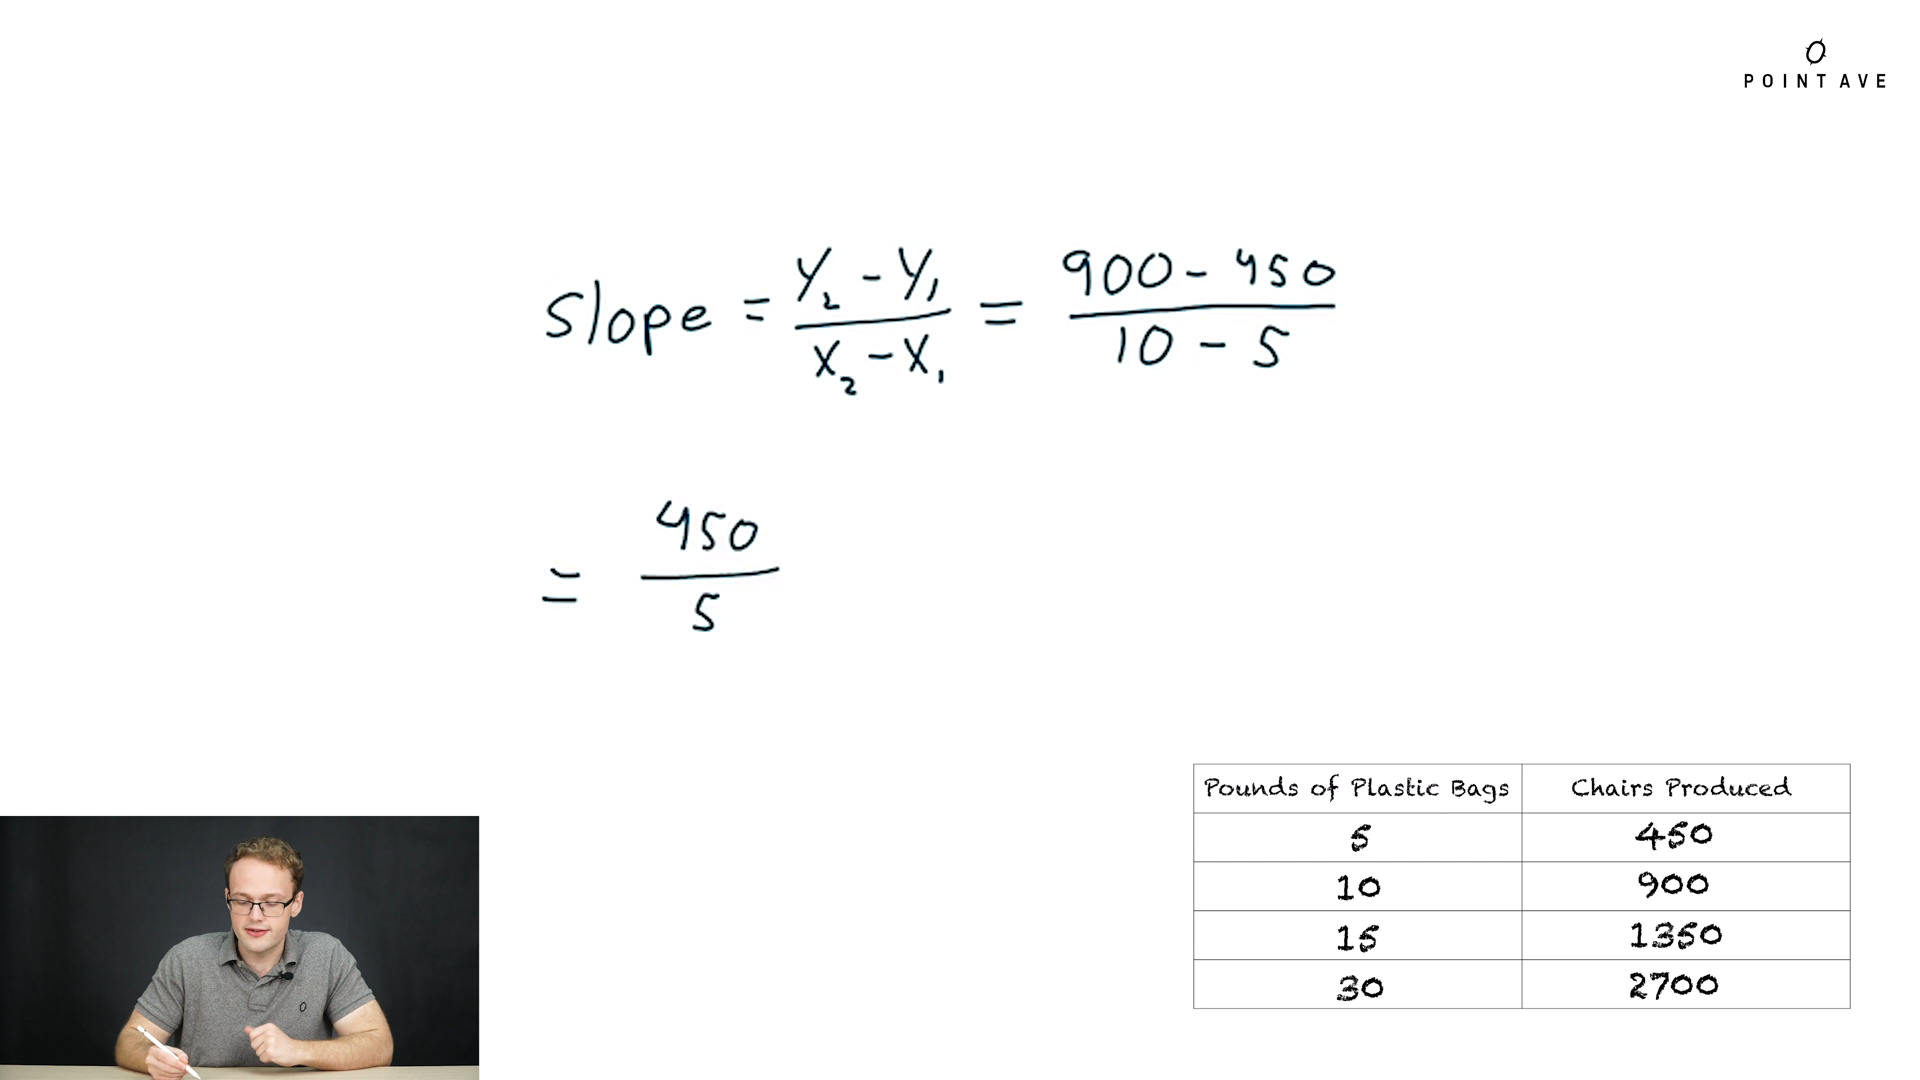 POINT AVE
Slope = Y₂ - Y₁ / X₂ - X₁ = 900 - 450 / 10 - 5
= 450 / 5
Pounds of Plastic Bags Chairs Produced
5 450
10 900
15 1350
30 2700